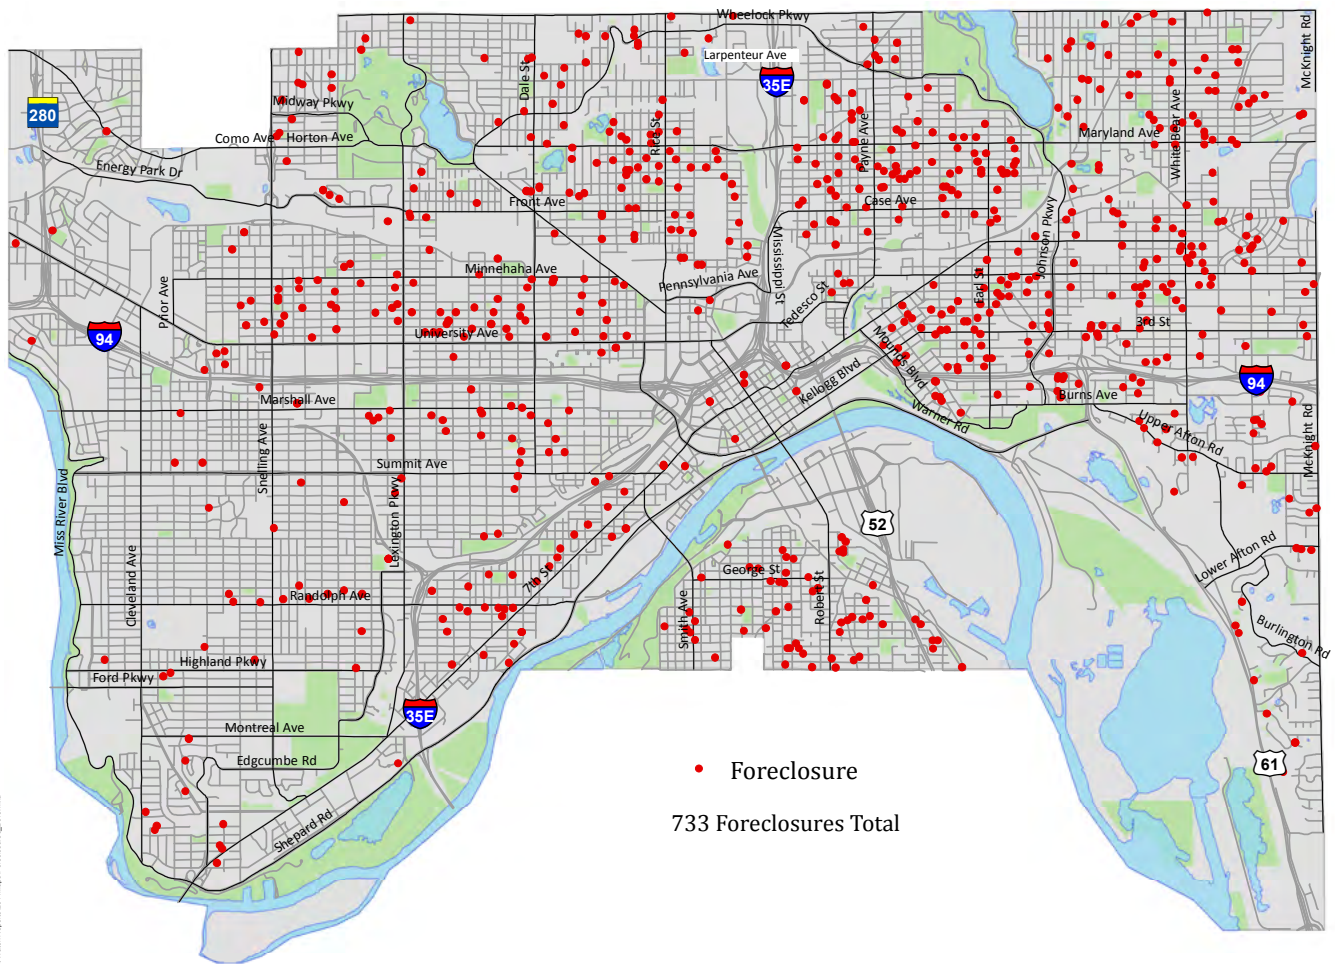 Wheelock Pkwy
McKnight Rd
Larpenteur Ave
35E
Dale St
280
Midway Pkwy
Como Ave
Horton Ave
Rice St
Payne Ave
Maryland Ave
White Bear Ave
Energy Park Dr
Front Ave
Case Ave
Johnson Pkwy
Mississippi St
Minnehaha Ave
Pennsylvania Ave
Earl St
Prior Ave
Tedesco St
University Ave
3rd St
94
Mounds Blvd
Kellogg Blvd
94
Marshall Ave
Burns Ave
Warner Rd
Upper Afton Rd
McKnight Rd
Snelling Ave
Summit Ave
Lexington Pkwy
Miss River Blvd
52
Cleveland Ave
Lower Afton Rd
7th St
George St
Randolph Ave
Smith Ave
Robert St
Burlington Rd
Highland Pkwy
Ford Pkwy
35E
Montreal Ave
Edgcumbe Rd
61
Foreclosure
Shepard Rd
733 Foreclosures Total